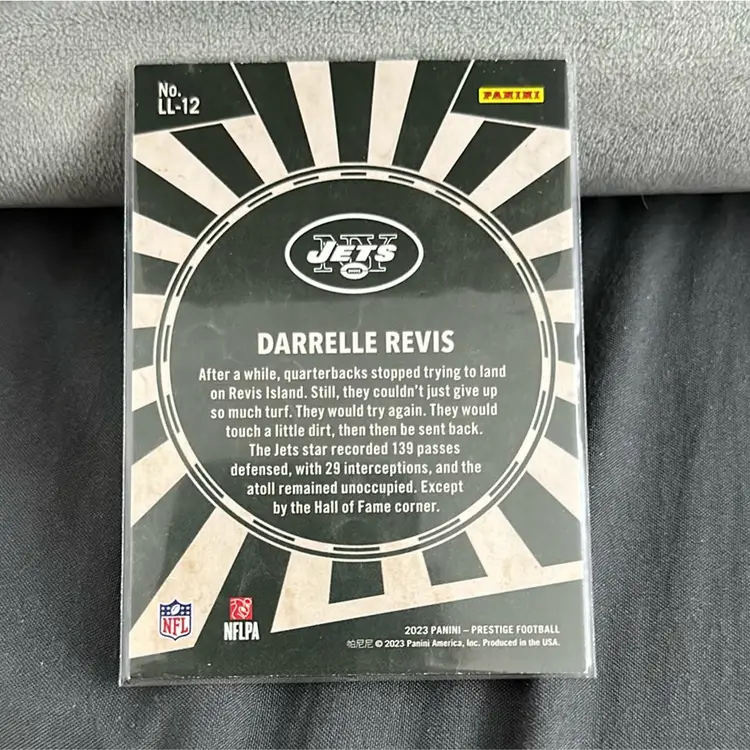 No.
LL-12
PANINI
NY
JETS
DARRELLE REVIS
After a while, quarterbacks stopped trying to land
on Revis Island. Still, they couldn't just give up
so much turf. They would try again. They would
touch a little dirt, then then be sent back.
The Jets star recorded 139 passes
defensed, with 29 interceptions, and the
atoll remained unoccupied. Except
by the Hall of Fame corner.
NFL
NFLPA
2023 PANINI – PRESTIGE FOOTBALL
帕尼尼 © 2023 Panini America, Inc. Produced in the USA.